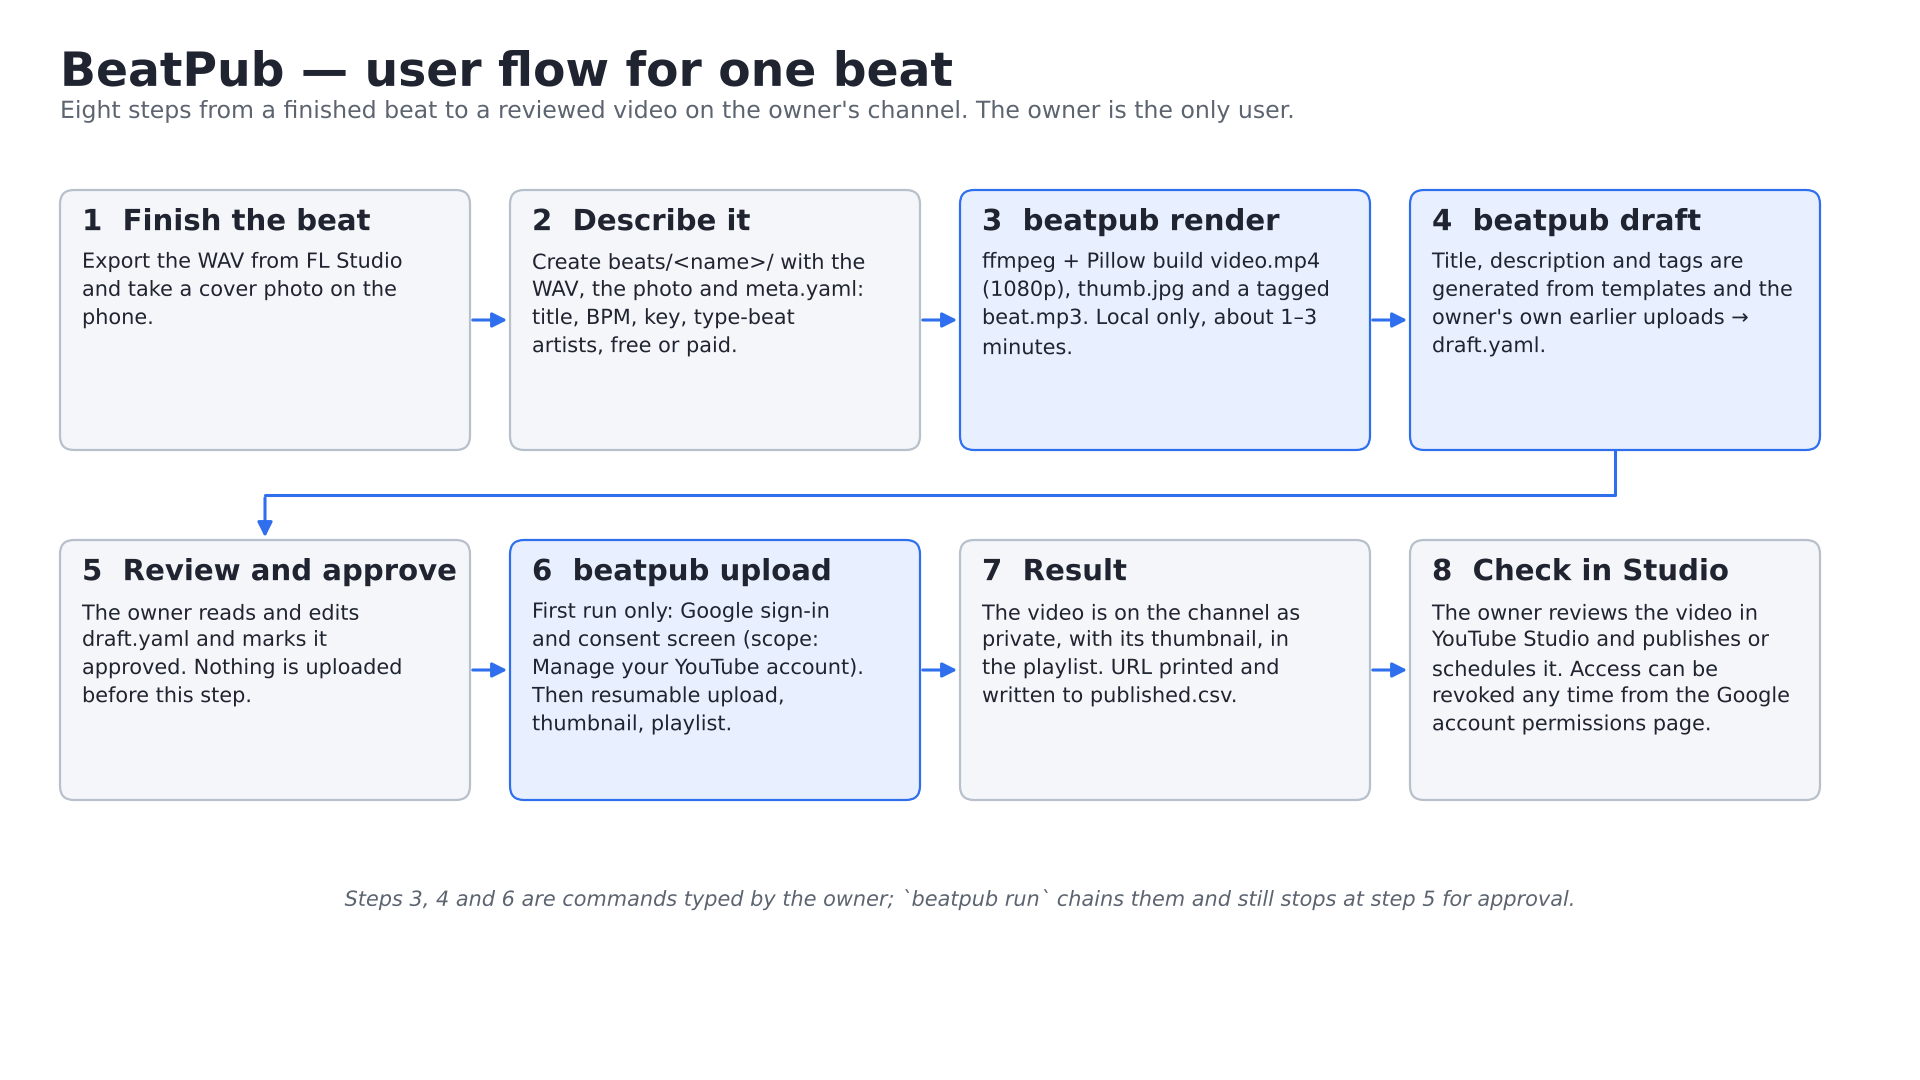 BeatPub — user flow for one beat
Eight steps from a finished beat to a reviewed video on the owner's channel. The owner is the only user.
1 Finish the beat
Export the WAV from FL Studio
and take a cover photo on the
phone.
2 Describe it
Create beats/<name>/ with the
WAV, the photo and meta.yaml:
title, BPM, key, type-beat
artists, free or paid.
3 beatpub render
ffmpeg + Pillow build video.mp4
(1080p), thumb.jpg and a tagged
beat.mp3. Local only, about 1–3
minutes.
4 beatpub draft
Title, description and tags are
generated from templates and the
owner's own earlier uploads →
draft.yaml.
5 Review and approve
The owner reads and edits
draft.yaml and marks it
approved. Nothing is uploaded
before this step.
6 beatpub upload
First run only: Google sign-in
and consent screen (scope:
Manage your YouTube account).
Then resumable upload,
thumbnail, playlist.
7 Result
The video is on the channel as
private, with its thumbnail, in
the playlist. URL printed and
written to published.csv.
8 Check in Studio
The owner reviews the video in
YouTube Studio and publishes or
schedules it. Access can be
revoked any time from the Google
account permissions page.
Steps 3, 4 and 6 are commands typed by the owner; `beatpub run` chains them and still stops at step 5 for approval.